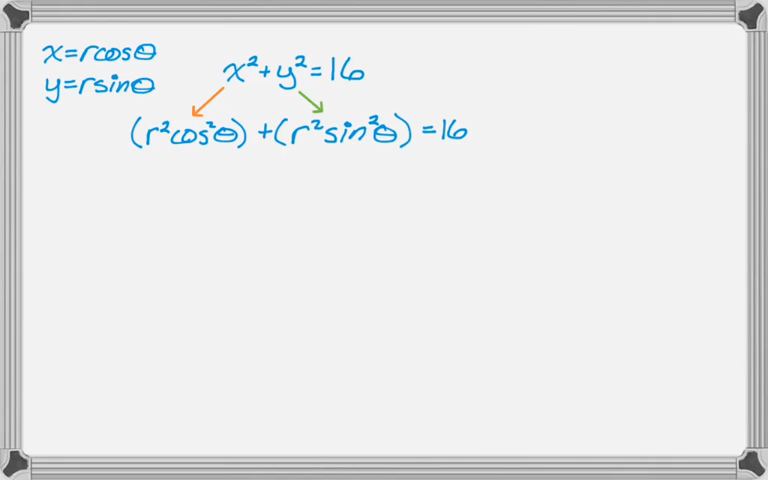 x=rcosθ
y=rsinθ
x²+y²=16
(r²cos²θ) +(r²sin²θ) =16